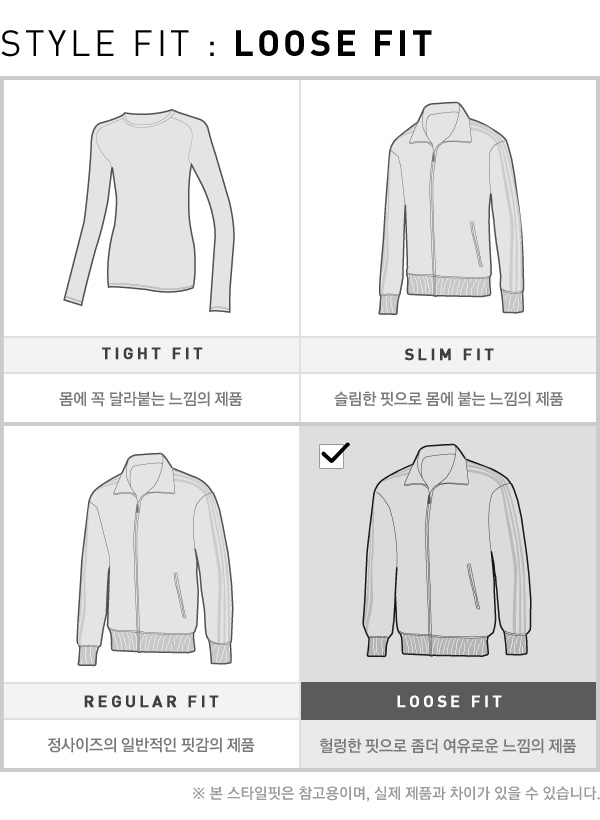 STYLE FIT : LOOSE FIT
TIGHT FIT
SLIM FIT
몸에 꼭 달라붙는 느낌의 제품
슬림한 핏으로 몸에 붙는 느낌의 제품
REGULAR FIT
LOOSE FIT
정사이즈의 일반적인 핏감의 제품
헐렁한 핏으로 좀더 여유로운 느낌의 제품
※ 본 스타일핏은 참고용이며, 실제 제품과 차이가 있을 수 있습니다.